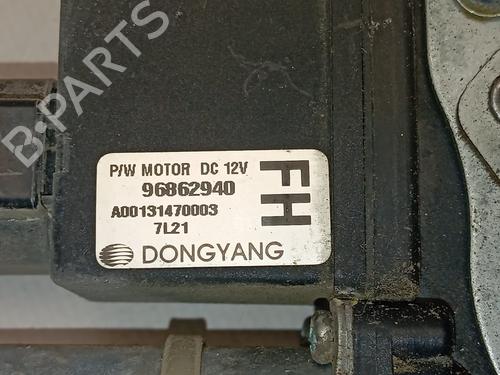 B-PARTS
P/W MOTOR DC 12V
96862940
A00131470003
7L21
FH
DONGYANG